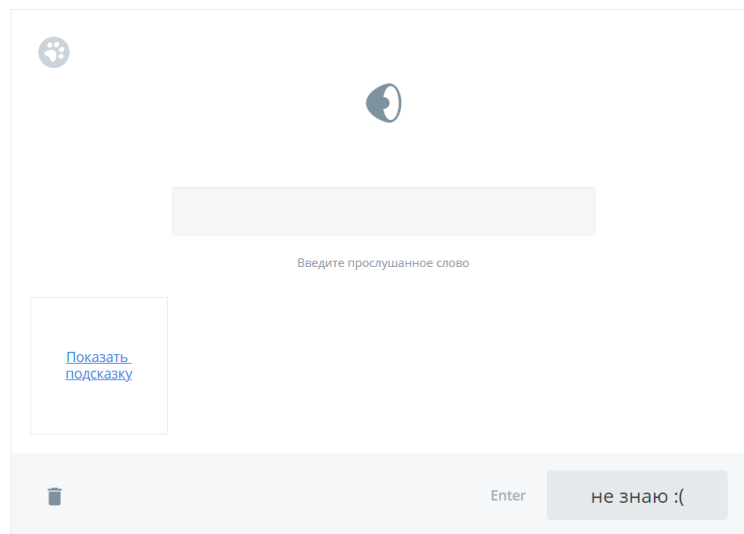 Введите прослушанное слово
Показать
подсказку
Enter
не знаю :(